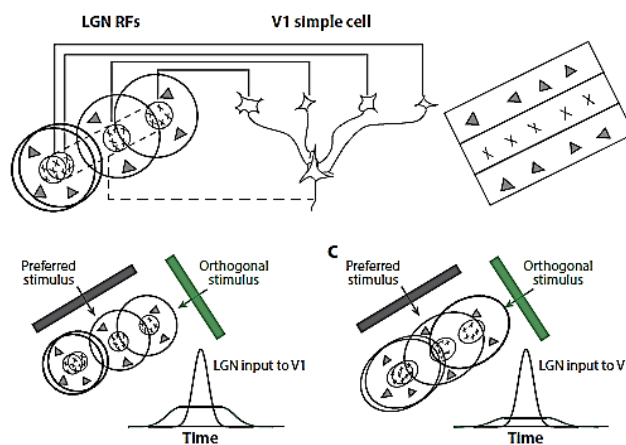 LGN RFs
V1 simple cell
Preferred
stimulus
Orthogonal
stimulus
LGN input to V1
Time
C
Preferred
stimulus
Orthogonal
stimulus
LGN input to V
Time